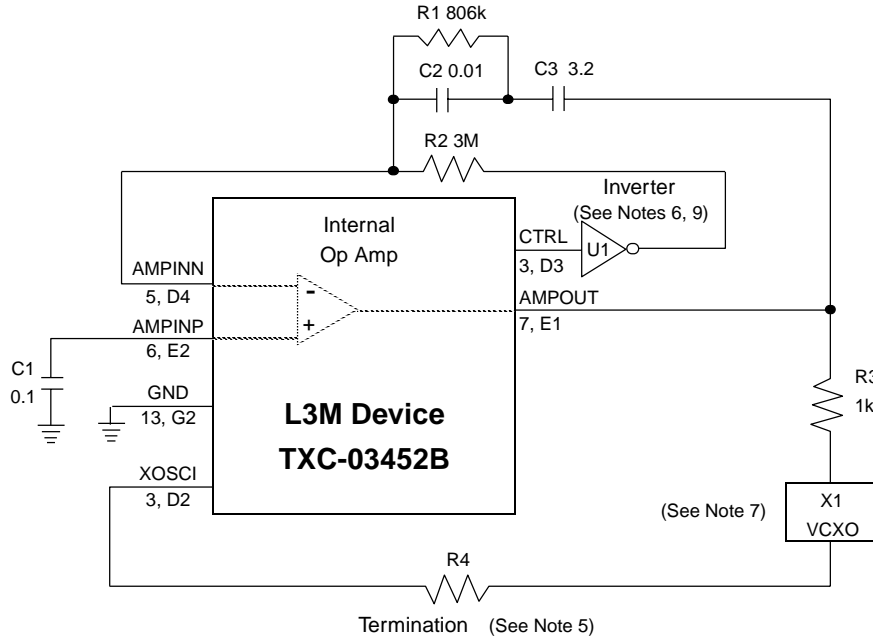 R1 806k
C2 0.01
C3 3.2
R2 3M
Inverter
(See Notes 6, 9)
Internal
Op Amp
CTRL
U1
3, D3
AMPINN
-
5, D4
AMPOUT
7, E1
AMPINP
+
6, E2
C1
0.1
GND
13, G2
L3M Device
TXC-03452B
R3
1k
XOSCI
3, D2
(See Note 7)
X1
VCXO
R4
Termination (See Note 5)